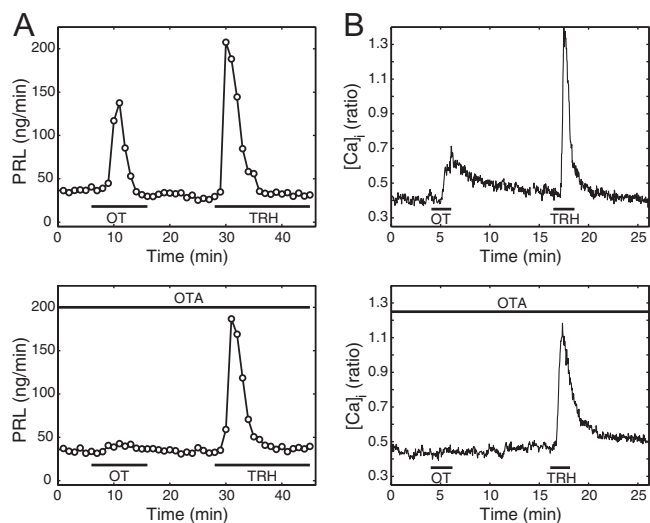 A
B
200
150
100
50
0
PRL (ng/min)
OT
TRH
0 10 20 30 40
Time (min)
1.3
1.1
0.9
0.7
0.5
0.3
[Ca]i (ratio)
OT
TRH
0 5 10 15 20 25
Time (min)
200
150
100
50
0
PRL (ng/min)
OTA
OT
TRH
0 10 20 30 40
Time (min)
1.3
1.1
0.9
0.7
0.5
0.3
[Ca]i (ratio)
OTA
OT
TRH
0 5 10 15 20 25
Time (min)